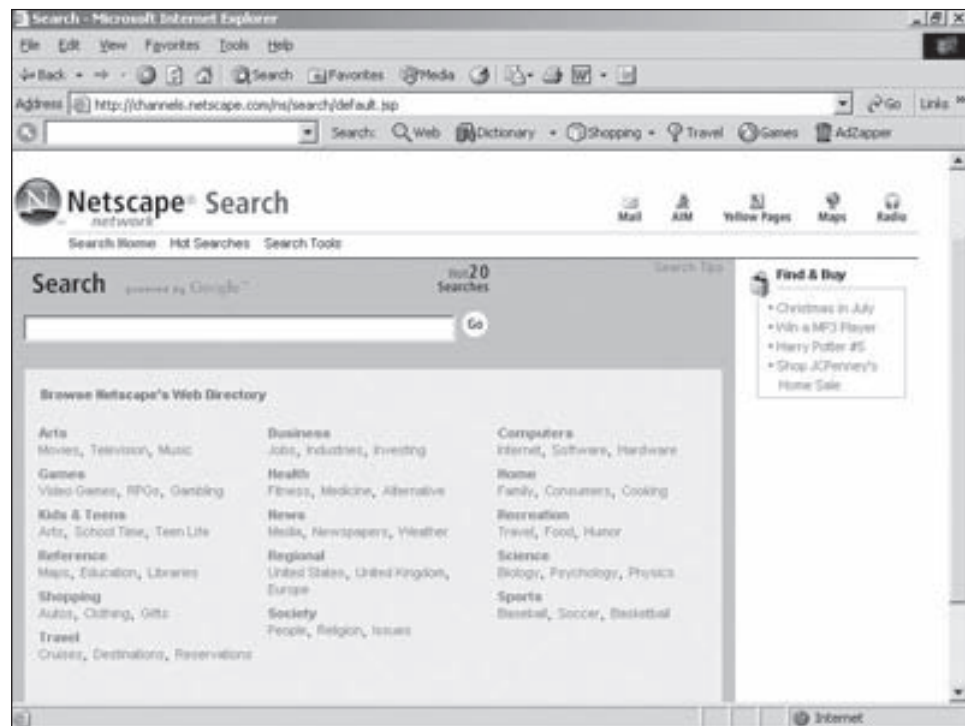 Search - Microsoft Internet Explorer
File Edit View Favorites Tools Help
Back Search Favorites Media
Address http://channels.netscape.com/ns/search/default.jsp Go Links »
Search: Web Dictionary Shopping Travel Games AdZapper
Netscape® Search
network
Mail AIM Yellow Pages Maps Radio
Search Home Hot Searches Search Tools
Search powered by Google™
Hot20
Searches
Search Tips
Go
Find & Buy
• Christmas in July
• Win a MP3 Player
• Harry Potter #5
• Shop JCPenney's
Home Sale
Browse Netscape's Web Directory
Arts
Movies, Television, Music
Games
Video Games, RPGs, Gambling
Kids & Teens
Arts, School Time, Teen Life
Reference
Maps, Education, Libraries
Shopping
Autos, Clothing, Gifts
Travel
Cruises, Destinations, Reservations
Business
Jobs, Industries, Investing
Health
Fitness, Medicine, Alternative
News
Media, Newspapers, Weather
Regional
United States, United Kingdom,
Europe
Society
People, Religion, Issues
Computers
Internet, Software, Hardware
Home
Family, Consumers, Cooking
Recreation
Travel, Food, Humor
Science
Biology, Psychology, Physics
Sports
Baseball, Soccer, Basketball
Internet